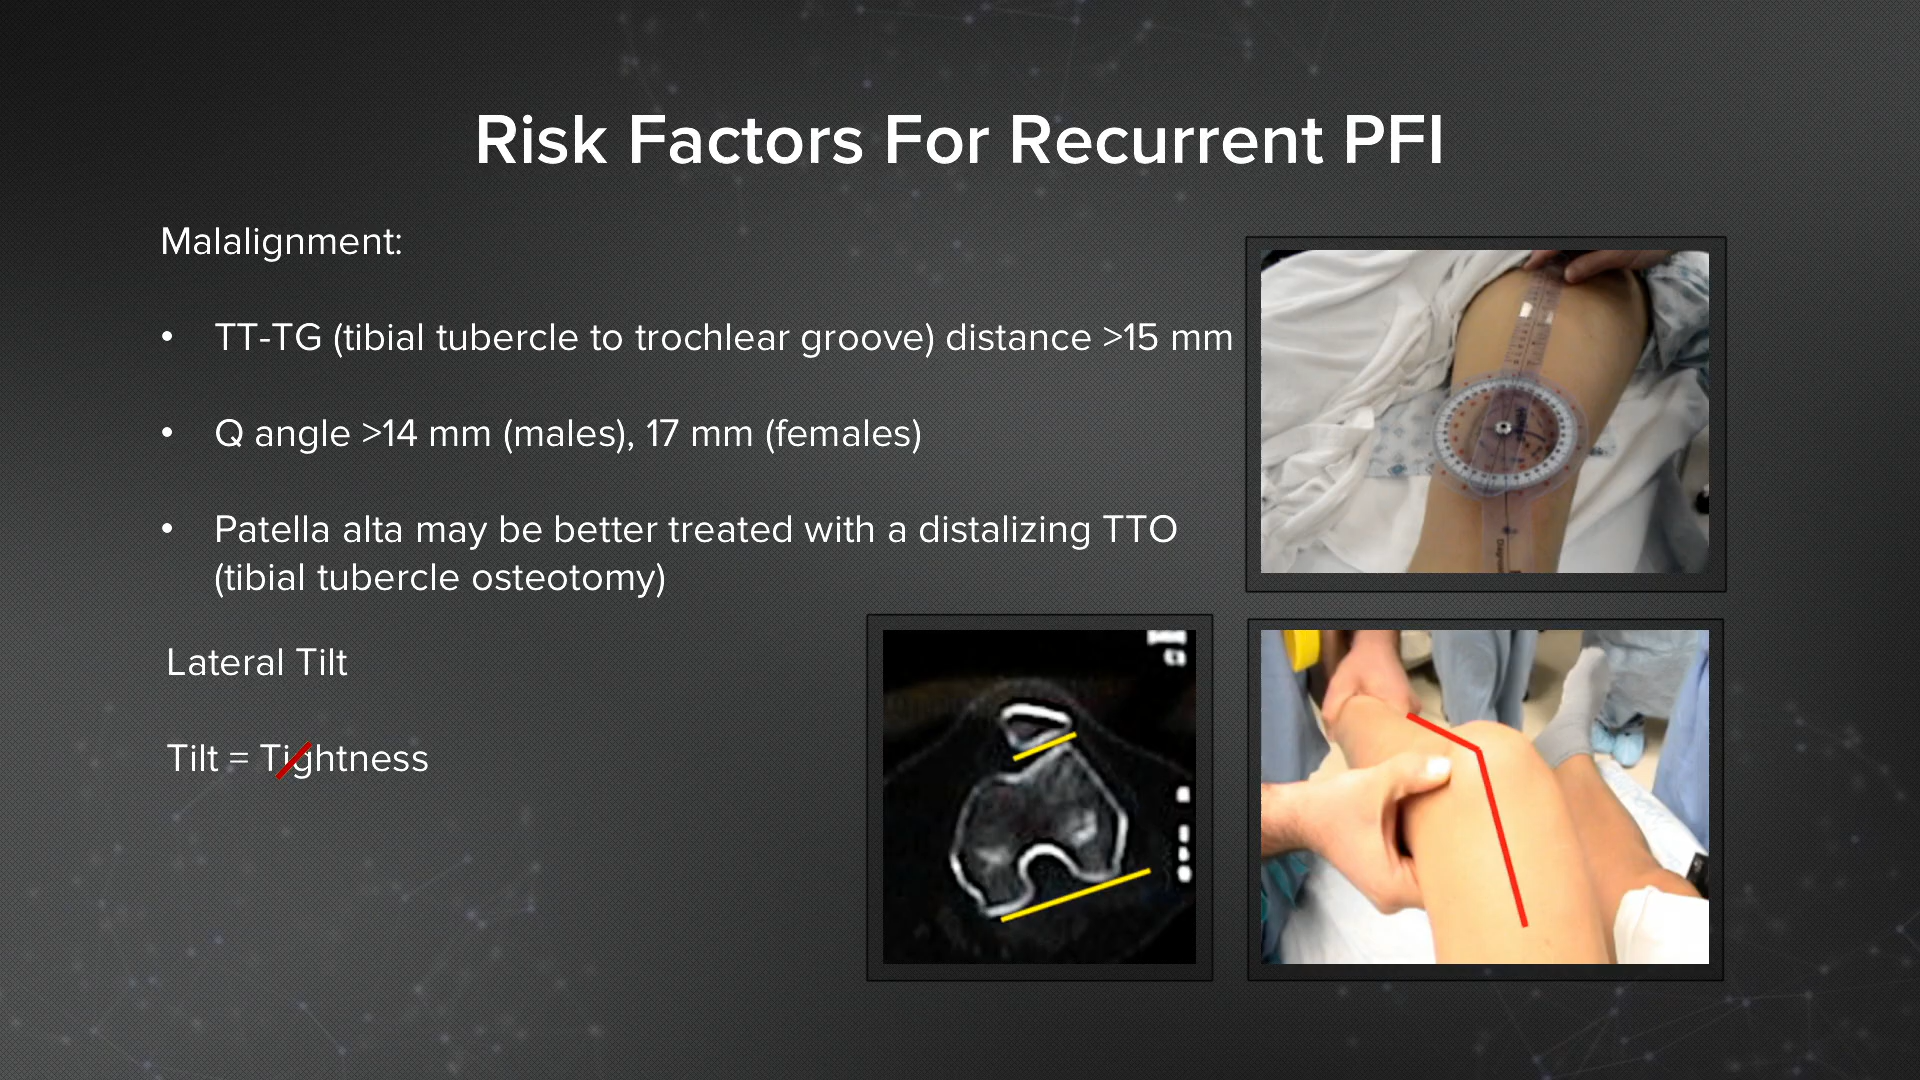 Risk Factors For Recurrent PFI
Malalignment:
• TT-TG (tibial tubercle to trochlear groove) distance >15 mm
• Q angle >14 mm (males), 17 mm (females)
• Patella alta may be better treated with a distalizing TTO
(tibial tubercle osteotomy)
Lateral Tilt
Tilt = Tightness